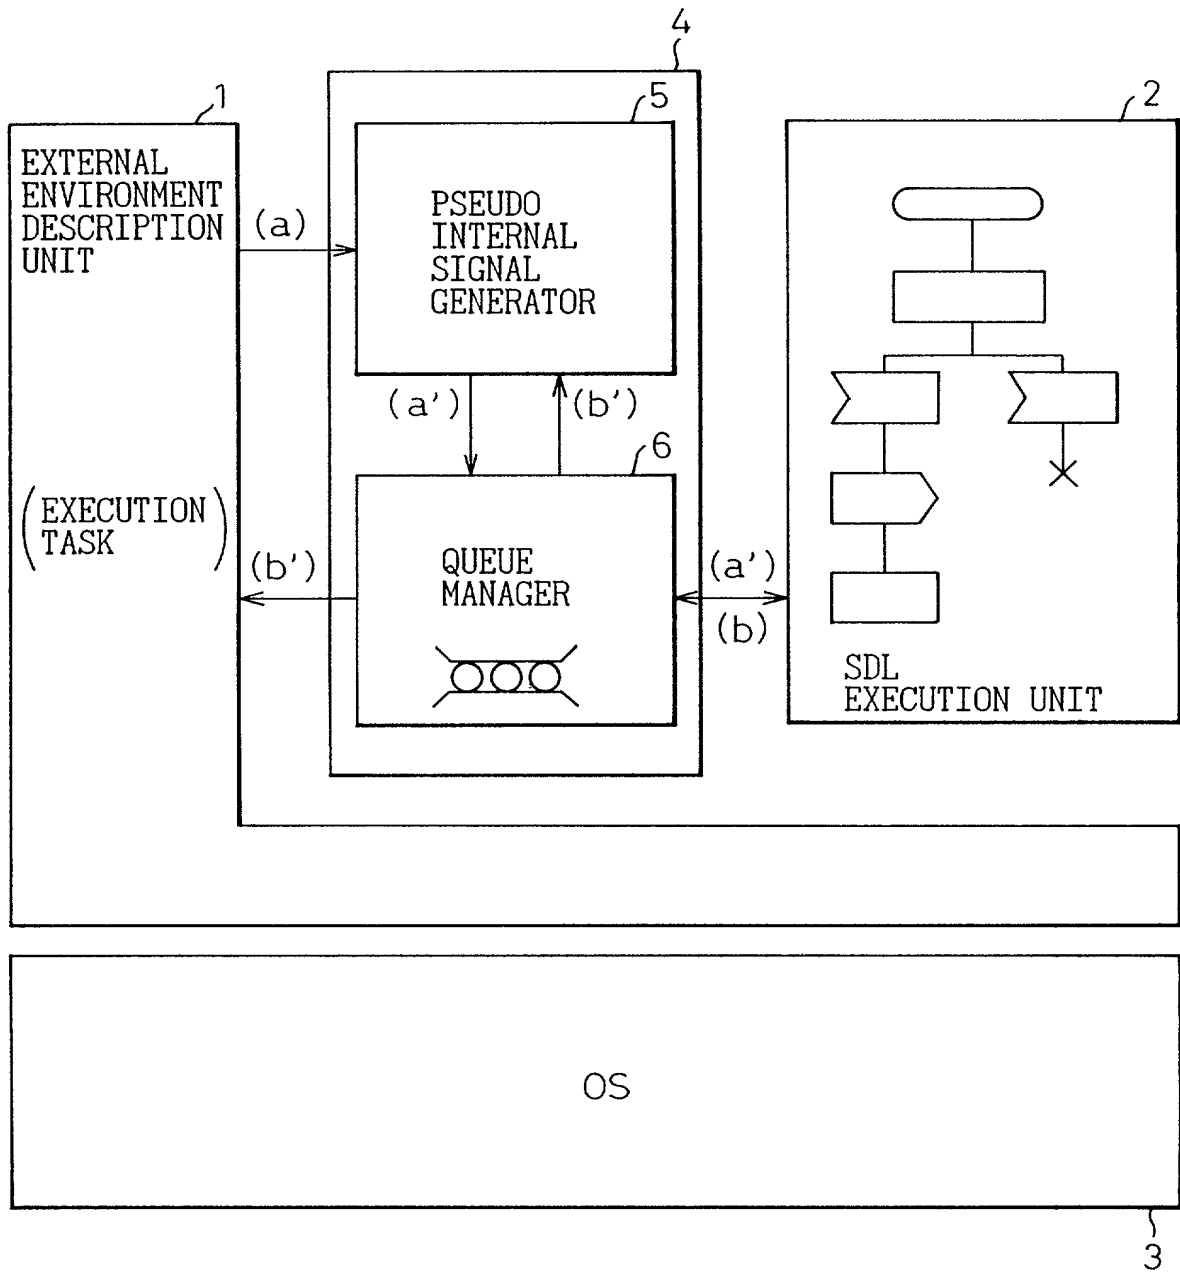 4
1
5
2
EXTERNAL
ENVIRONMENT
DESCRIPTION
UNIT
(a)
PSEUDO
INTERNAL
SIGNAL
GENERATOR
(a')
(b')
6
(EXECUTION
TASK)
(b')
QUEUE
MANAGER
(a')
(b)
SDL
EXECUTION UNIT
OS
3